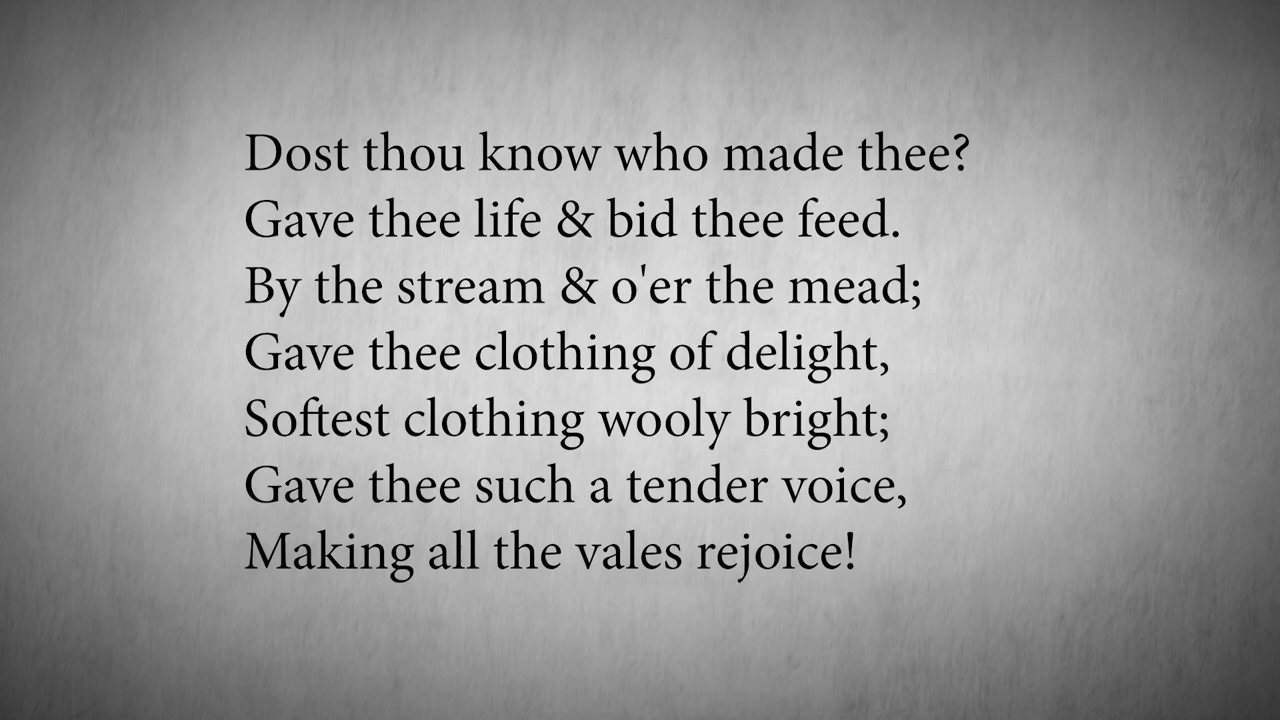 Dost thou know who made thee?
Gave thee life & bid thee feed.
By the stream & o'er the mead;
Gave thee clothing of delight,
Softest clothing wooly bright;
Gave thee such a tender voice,
Making all the vales rejoice!